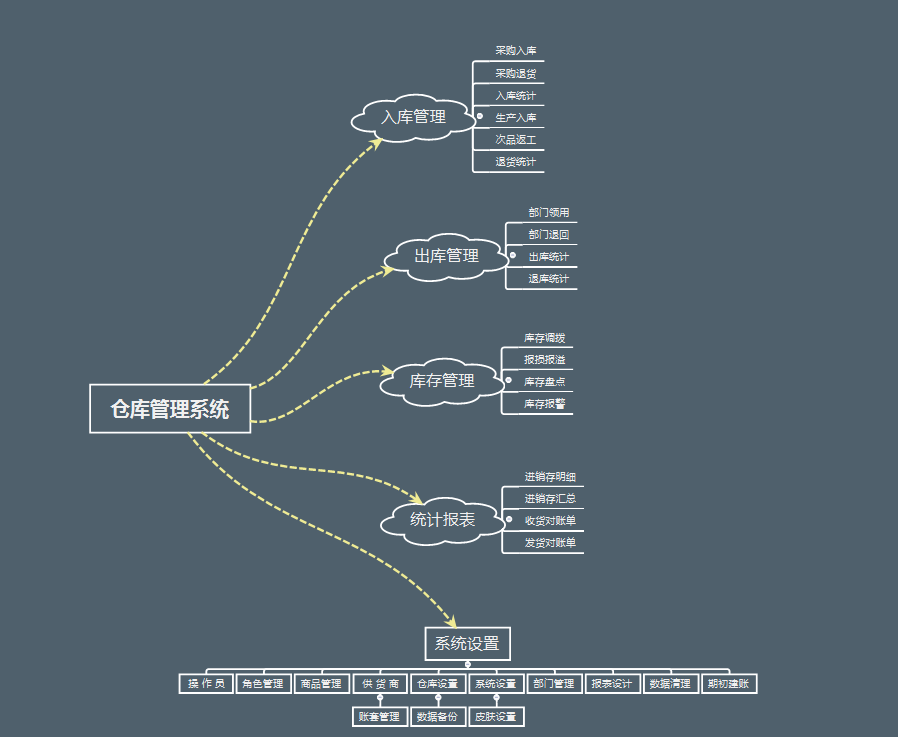 采购入库
采购退货
入库统计
生产入库
次品返工
退货统计
入库管理
部门领用
部门退回
出库统计
退库统计
出库管理
库存调拨
报损报溢
库存盘点
库存报警
库存管理
仓库管理系统
进销存明细
进销存汇总
收货对账单
发货对账单
统计报表
系统设置
操 作 员
角色管理
商品管理
供 货 商
仓库设置
系统设置
部门管理
报表设计
数据清理
期初建账
账套管理
数据备份
皮肤设置